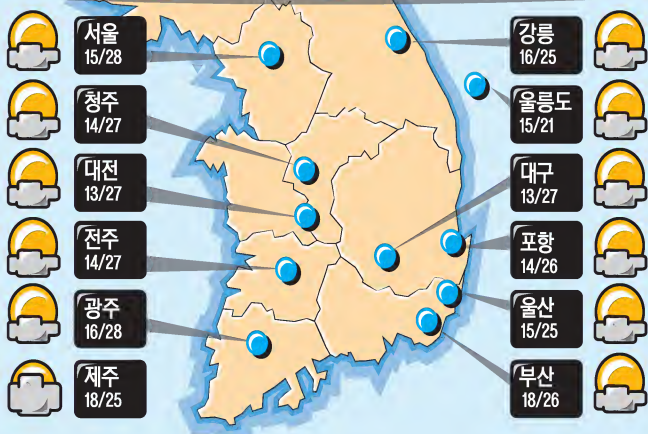 서울
15/28
청주
14/27
대전
13/27
전주
14/27
광주
16/28
제주
18/25
강릉
16/25
울릉도
15/21
대구
13/27
포항
14/26
울산
15/25
부산
18/26